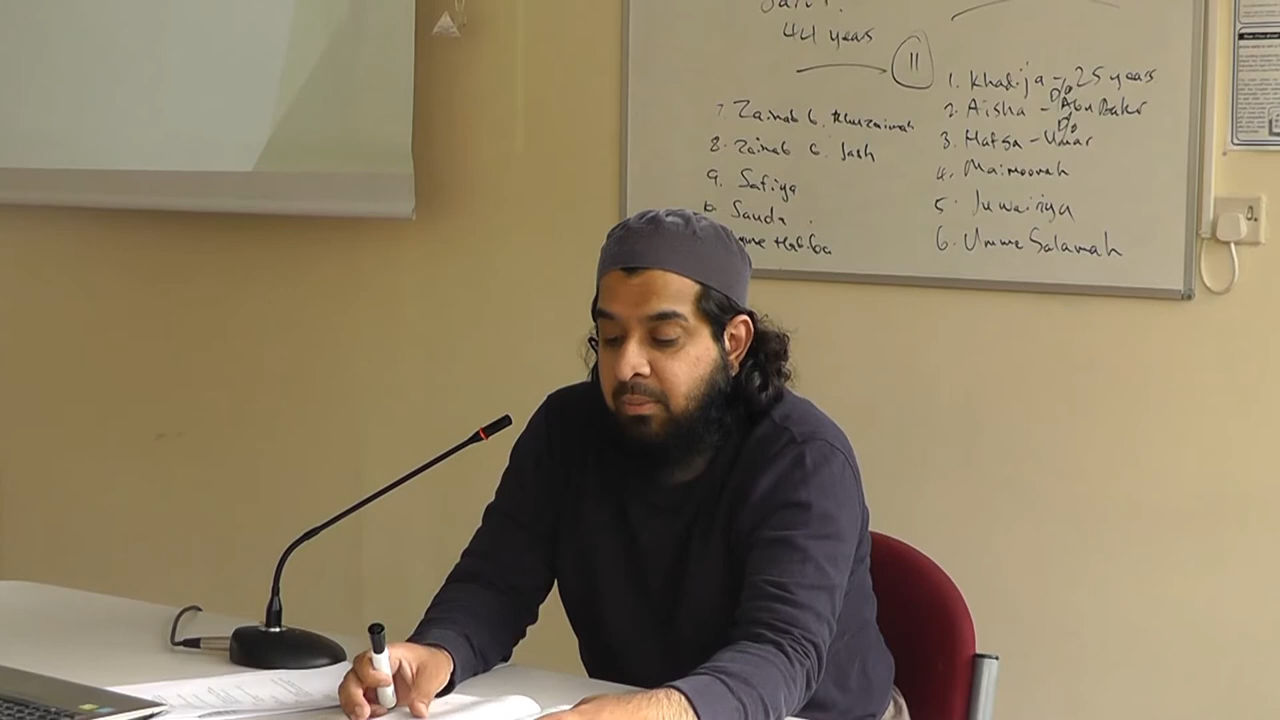 44 years
11
1. Khadija - 25 years
2. Aisha - D/o Abu Bakr
3. Hafsa - D/o Umar
4. Maimoonah
5. Juwairiya
6. Umme Salamah
7. Zainab b. Khuzaimah
8. Zainab b. Jash
9. Safiya
10. Sauda
Habiba